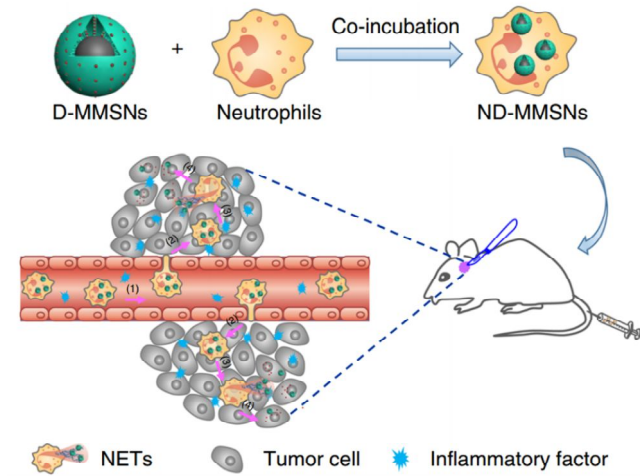 Co-incubation
+
D-MMSNs
Neutrophils
ND-MMSNs
(4)
(3)
(2)
(1)
(2)
(3)
(4)
NETs
Tumor cell
Inflammatory factor